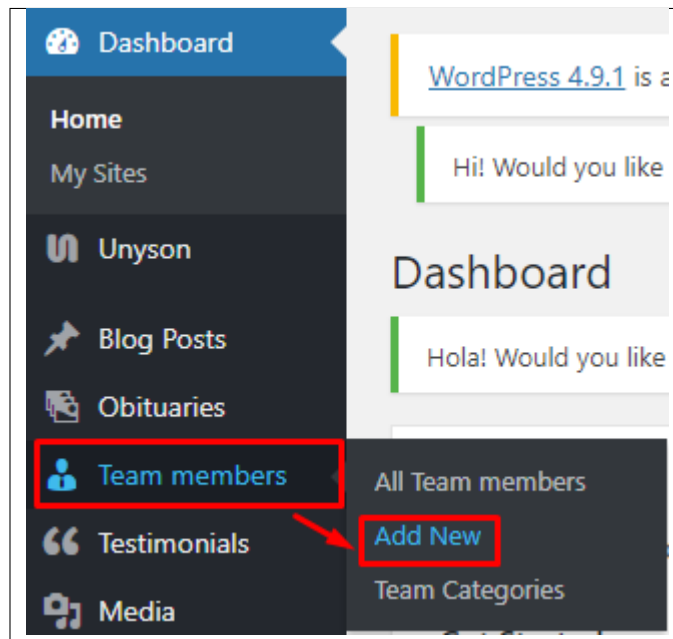 Dashboard
Home
My Sites
Unyson
Blog Posts
Obituaries
Team members
Testimonials
Media
WordPress 4.9.1 is a
Hi! Would you like
Dashboard
Hola! Would you like
All Team members
Add New
Team Categories